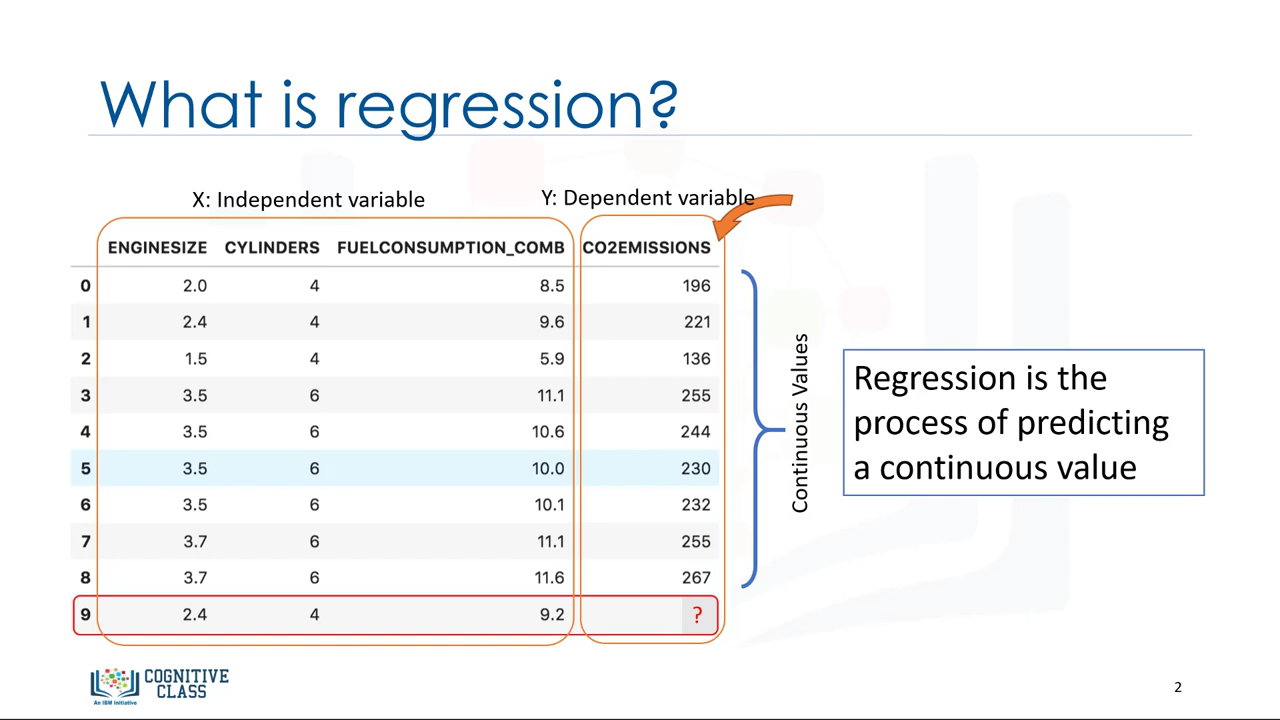 What is regression?
X: Independent variable
Y: Dependent variable
ENGINESIZE CYLINDERS FUELCONSUMPTION_COMB CO2EMISSIONS
0 2.0 4 8.5 196
1 2.4 4 9.6 221
2 1.5 4 5.9 136
3 3.5 6 11.1 255
4 3.5 6 10.6 244
5 3.5 6 10.0 230
6 3.5 6 10.1 232
7 3.7 6 11.1 255
8 3.7 6 11.6 267
9 2.4 4 9.2 ?
Continuous Values
Regression is the
process of predicting
a continuous value
COGNITIVE
CLASS
An IBM Initiative
2